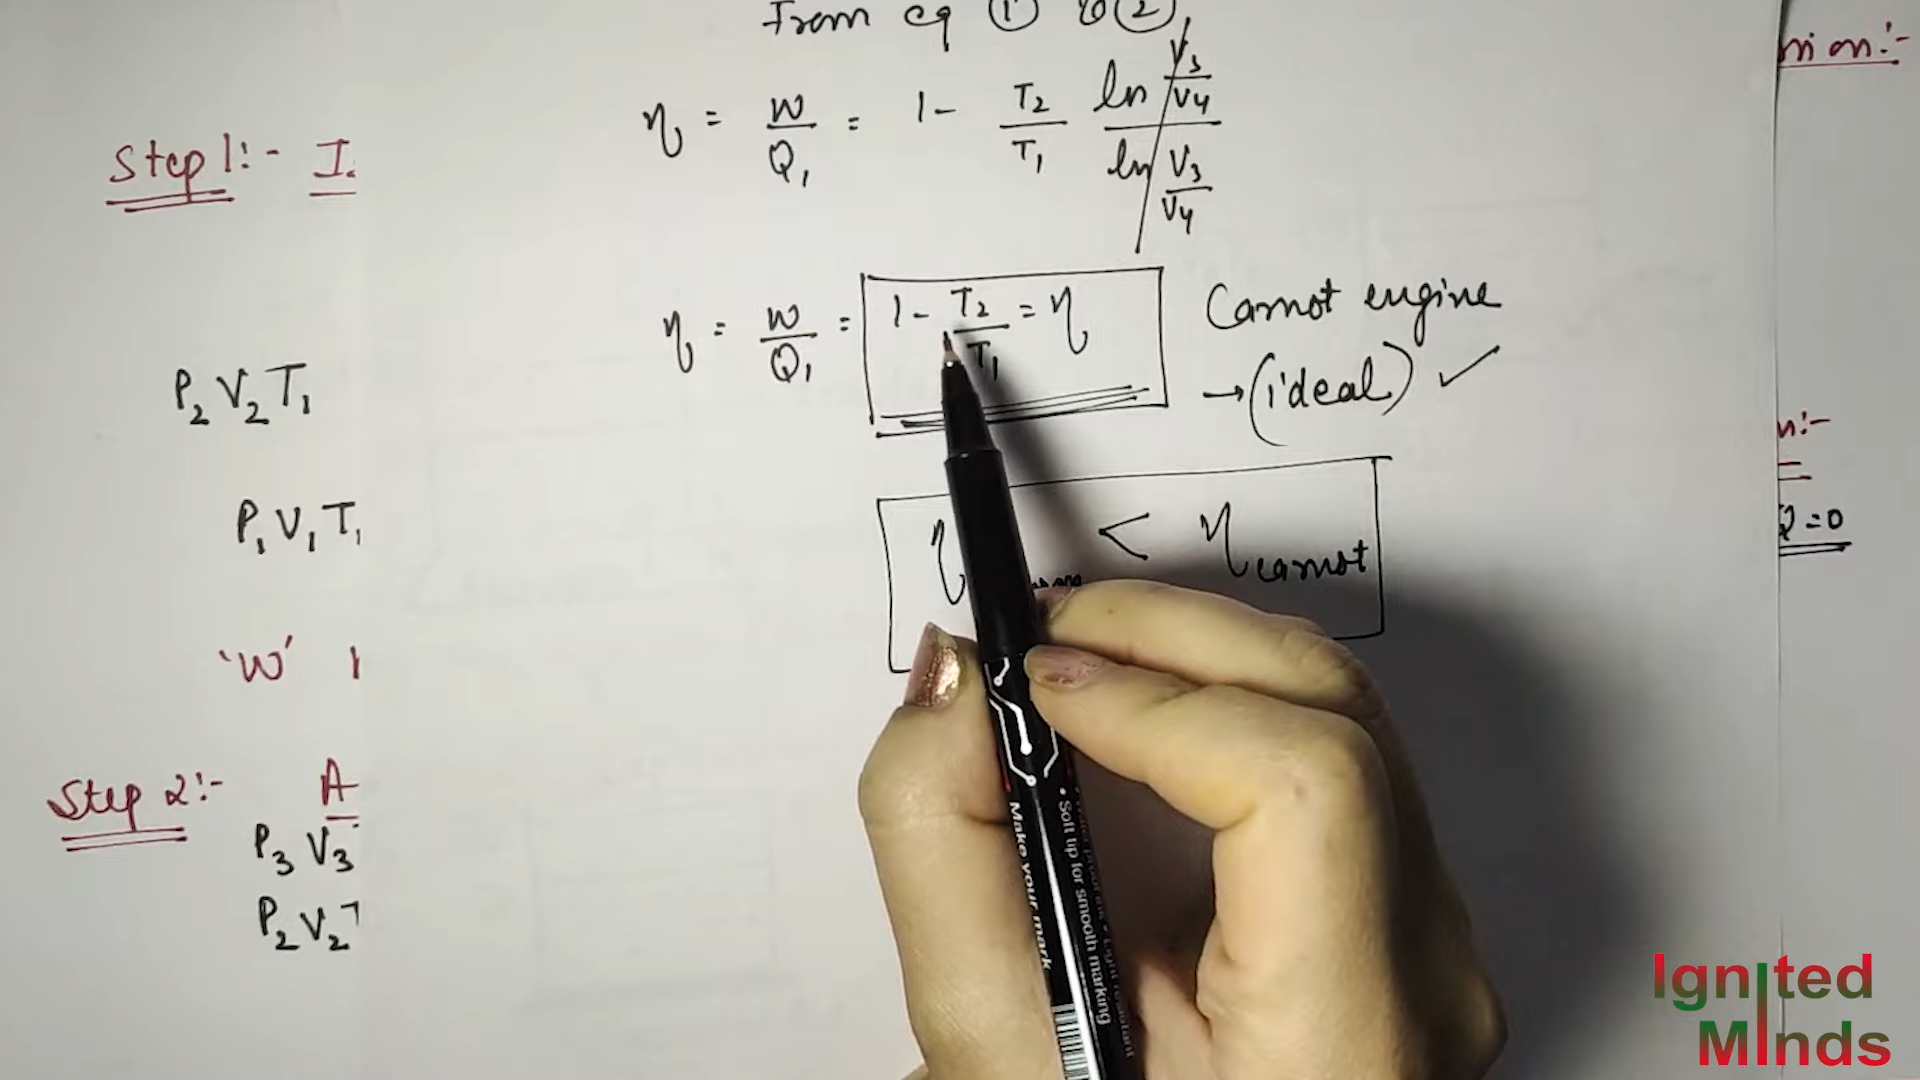 From eq ① & ②,
η = W/Q₁ = 1 - T₂/T₁ ln V₃/V₄ / ln V₃/V₄
η = W/Q₁ = 1 - T₂/T₁ = η
Carnot engine
→ (ideal) ✓
η < ηcarnot
Step 1:- I
P₂ V₂ T₁
P₁ V₁ T₁
'W'
Step 2:- A
P₃ V₃
P₂ V₂
n:-
=0
Make your mark
• Soft tip for smooth marking
Ignited
Minds